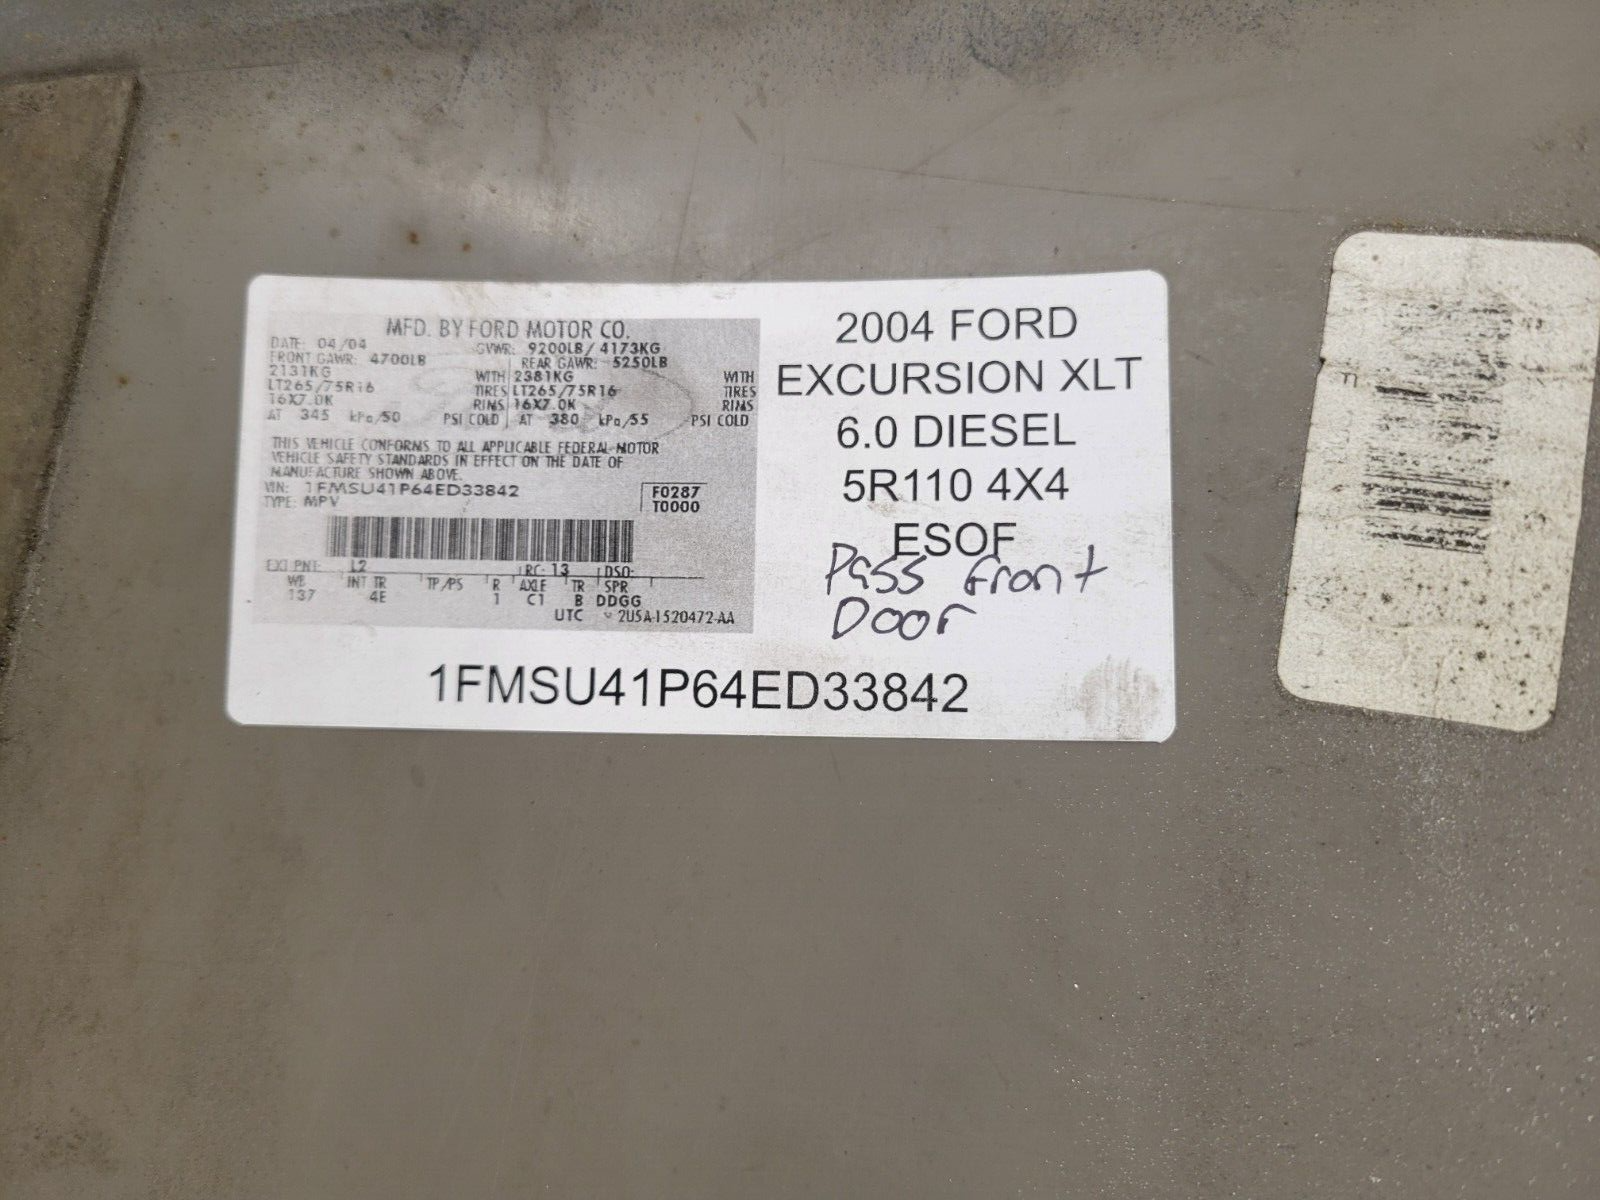 MFD. BY FORD MOTOR CO.
DATE: 04/04 GVWR: 9200LB/ 4173KG
FRONT GAWR: 4700LB REAR GAWR: 5250LB
2131KG WITH 2381KG WITH
LT265/75R16 TIRES LT265/75R16 TIRES
16X7.0K RIMS 16X7.0K RIMS
AT 345 kPa/50 PSI COLD AT 380 kPa/55 PSI COLD
THIS VEHICLE CONFORMS TO ALL APPLICABLE FEDERAL MOTOR
VEHICLE SAFETY STANDARDS IN EFFECT ON THE DATE OF
MANUFACTURE SHOWN ABOVE.
VIN: 1FMSU41P64ED33842 F0287
TYPE: MPV T0000
EXT PNT: L2 RC: 13 DSO:
WB INT TR TP/PS R AXLE TR SPR
137 4E 1 C1 B DDGG
UTC 2U5A-1520472-AA
2004 FORD
EXCURSION XLT
6.0 DIESEL
5R110 4X4
ESOF
Pass Front
Door
1FMSU41P64ED33842